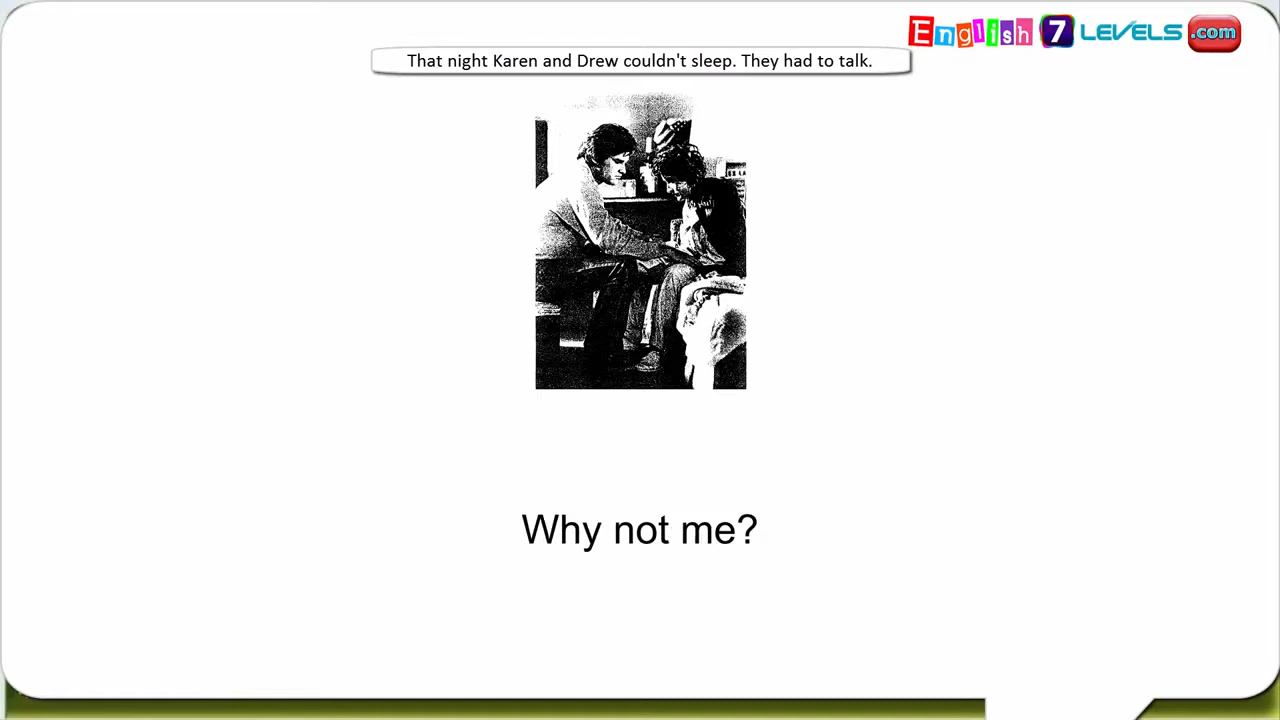 English 7 LEVELS .com
That night Karen and Drew couldn't sleep. They had to talk.
Why not me?